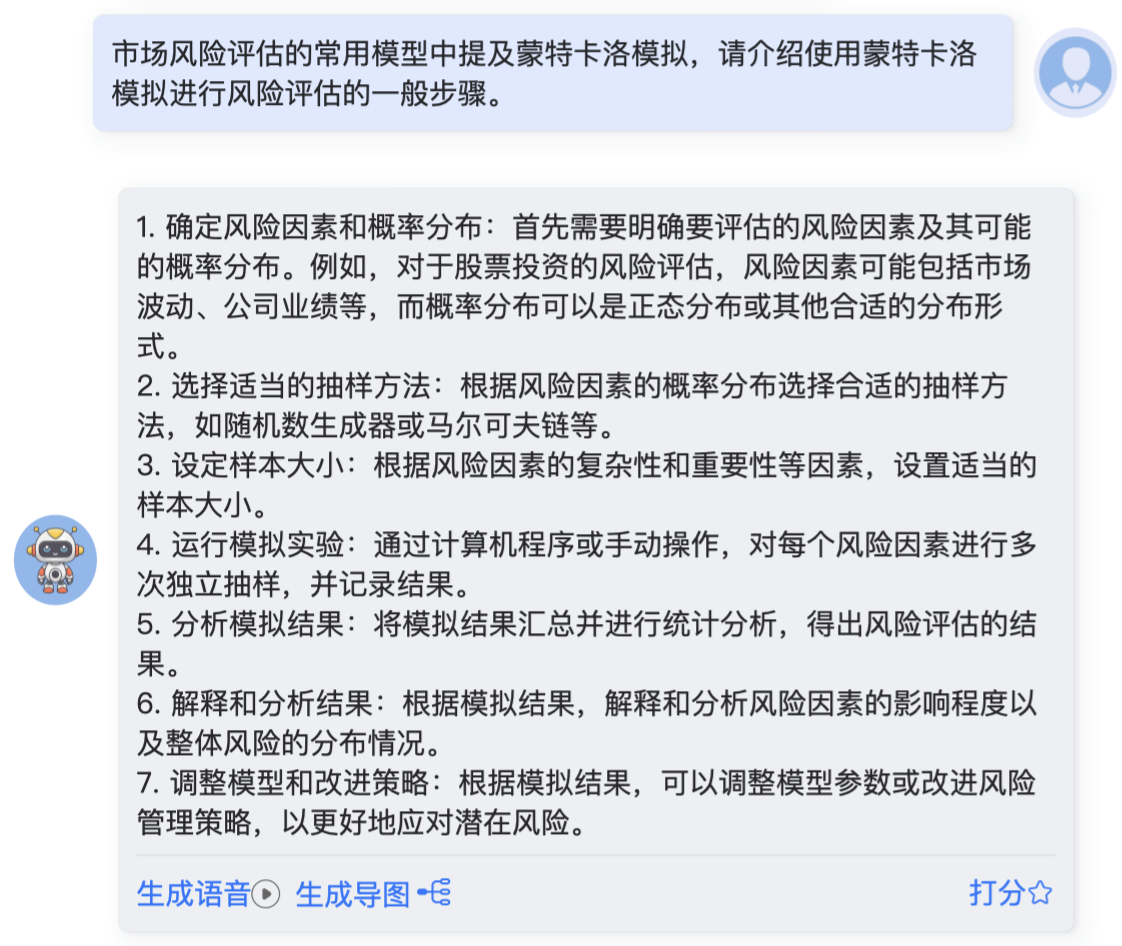 市场风险评估的常用模型中提及蒙特卡洛模拟，请介绍使用蒙特卡洛
模拟进行风险评估的一般步骤。
1. 确定风险因素和概率分布：首先需要明确要评估的风险因素及其可能
的概率分布。例如，对于股票投资的风险评估，风险因素可能包括市场
波动、公司业绩等，而概率分布可以是正态分布或其他合适的分布形
式。
2. 选择适当的抽样方法：根据风险因素的概率分布选择合适的抽样方
法，如随机数生成器或马尔可夫链等。
3. 设定样本大小：根据风险因素的复杂性和重要性等因素，设置适当的
样本大小。
4. 运行模拟实验：通过计算机程序或手动操作，对每个风险因素进行多
次独立抽样，并记录结果。
5. 分析模拟结果：将模拟结果汇总并进行统计分析，得出风险评估的结
果。
6. 解释和分析结果：根据模拟结果，解释和分析风险因素的影响程度以
及整体风险的分布情况。
7. 调整模型和改进策略：根据模拟结果，可以调整模型参数或改进风险
管理策略，以更好地应对潜在风险。
生成语音 生成导图 打分